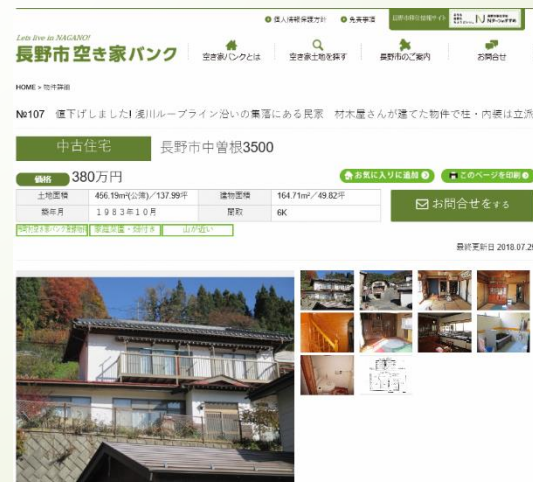 個人情報保護方針 免責事項
Lets live in NAGANO!
長野市空き家バンク
空き家バンクとは 空き家土地を探す 長野市のご案内 お問合せ
HOME > 物件詳細
№107 値下げしました! 浅川ループライン沿いの集落にある民家 材木屋さんが建てた物件で柱・内装は立派
中古住宅 長野市中曽根3500
価格 380万円
お気に入りに追加 このページを印刷
土地面積 456.19m²(公簿)/137.99坪 建物面積 164.71m²/49.82坪
築年月 1983年10月 間取 6K
お問合せをする
家庭菜園・畑付き 山が近い
最終更新日 2018.07.29